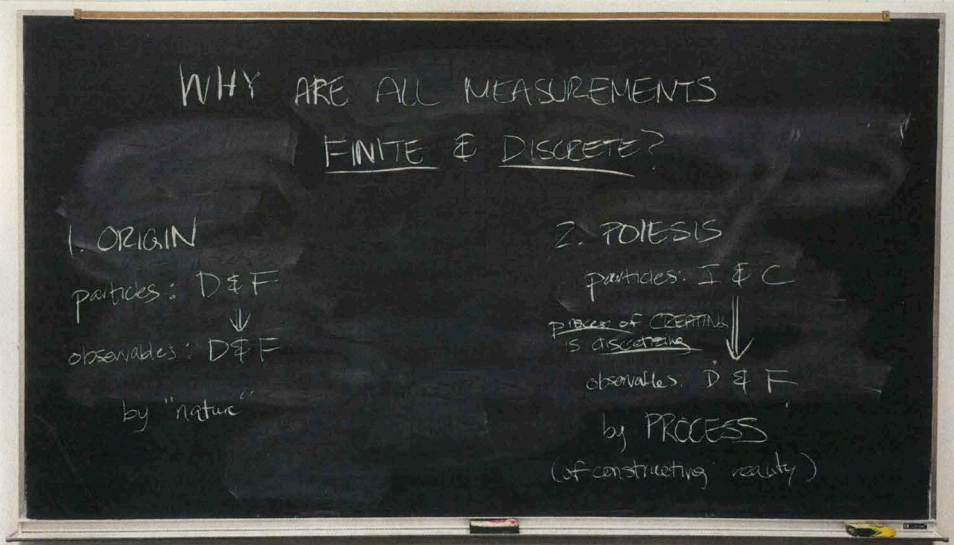 WHY ARE ALL MEASUREMENTS
FINITE & DISCRETE?
1. ORIGIN
particles: D & F
⇓
observables: D & F
by "nature"
2. POIESIS
particles: I & C
of CREATING
is discretizing
⇓
observables: D & F
by PROCESS
(of constructing reality)